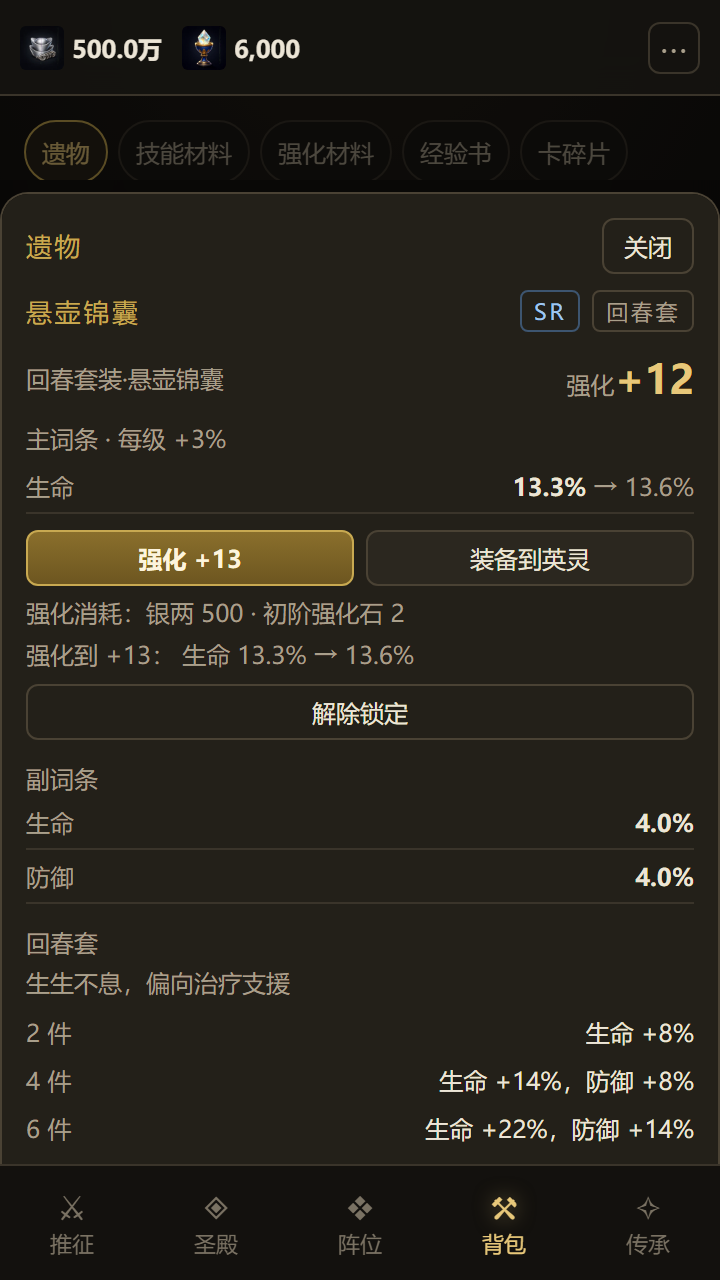 500.0万 6,000 ...
遗物 技能材料 强化材料 经验书 卡碎片
遗物 关闭
悬壶锦囊 SR 回春套
回春套装·悬壶锦囊 强化+12
主词条 · 每级 +3%
生命 13.3% → 13.6%
强化 +13 装备到英灵
强化消耗：银两 500 · 初阶强化石 2
强化到 +13： 生命 13.3% → 13.6%
解除锁定
副词条
生命 4.0%
防御 4.0%
回春套
生生不息，偏向治疗支援
2 件 生命 +8%
4 件 生命 +14%，防御 +8%
6 件 生命 +22%，防御 +14%
推征 圣殿 阵位 背包 传承